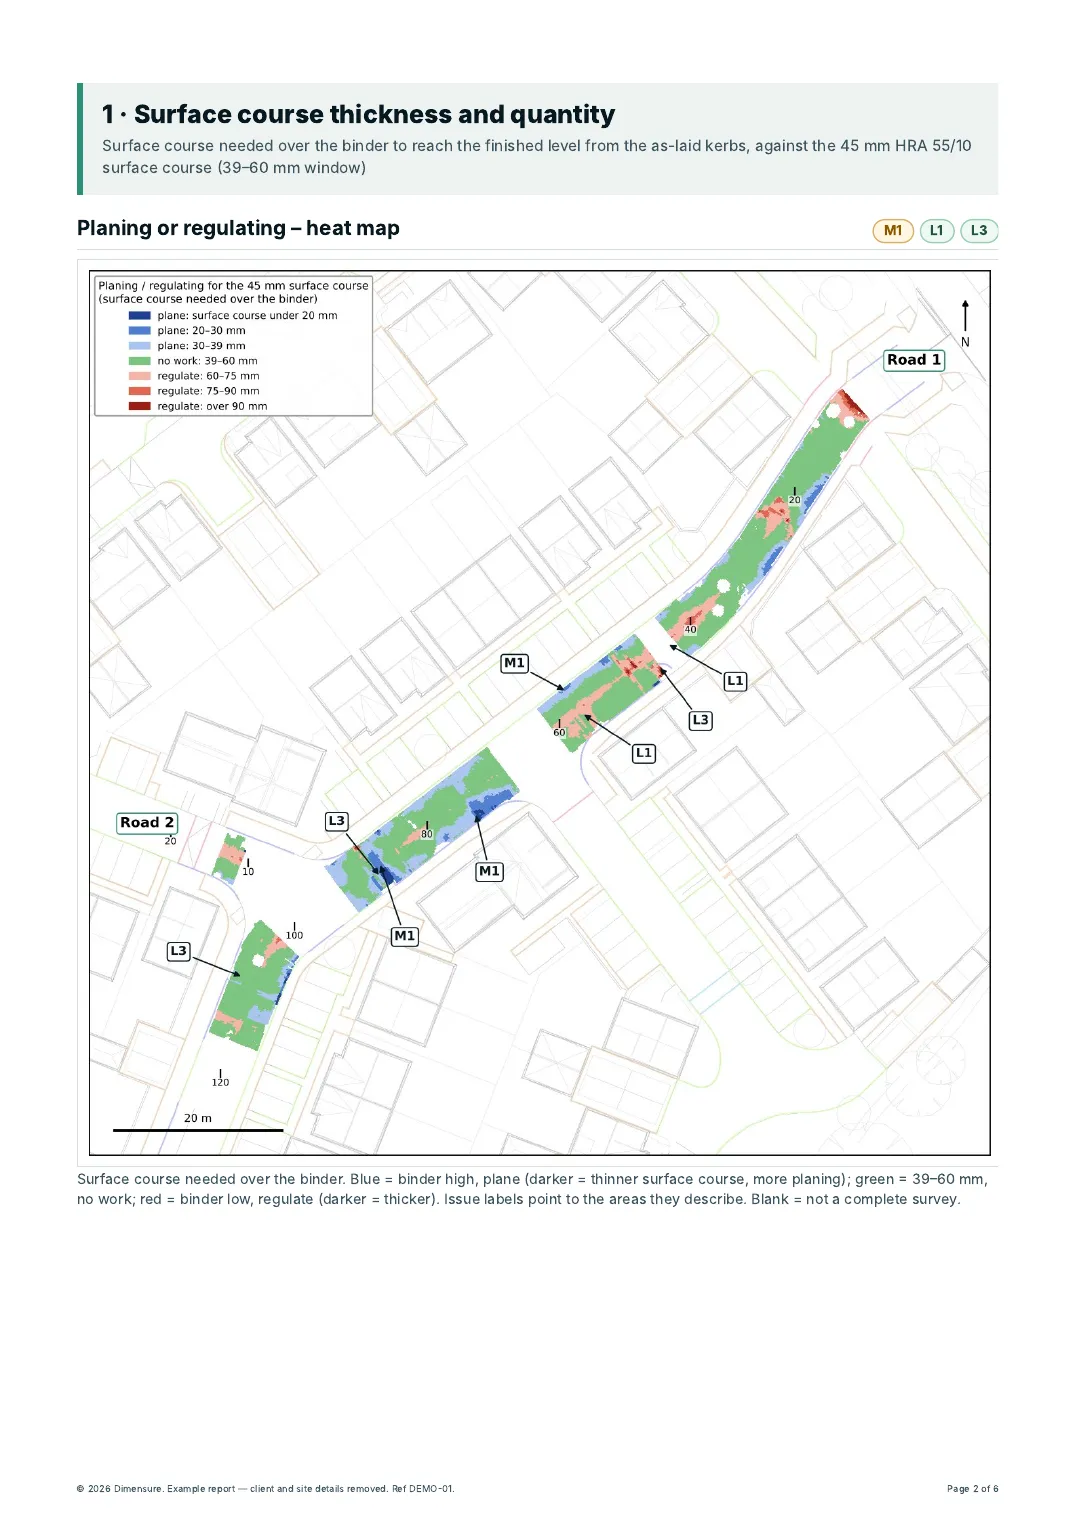 1 · Surface course thickness and quantity
Surface course needed over the binder to reach the finished level from the as-laid kerbs, against the 45 mm HRA 55/10
surface course (39–60 mm window)
Planing or regulating – heat map
M1 L1 L3
Planing / regulating for the 45 mm surface course
(surface course needed over the binder)
plane: surface course under 20 mm
plane: 20–30 mm
plane: 30–39 mm
no work: 39–60 mm
regulate: 60–75 mm
regulate: 75–90 mm
regulate: over 90 mm
N
Road 1
20
40
M1
L1
L3
60
L1
Road 2
20
L3
80
10
M1
100
M1
L3
120
20 m
Surface course needed over the binder. Blue = binder high, plane (darker = thinner surface course, more planing); green = 39–60 mm,
no work; red = binder low, regulate (darker = thicker). Issue labels point to the areas they describe. Blank = not a complete survey.
© 2026 Dimensure. Example report — client and site details removed. Ref DEMO-01.
Page 2 of 6